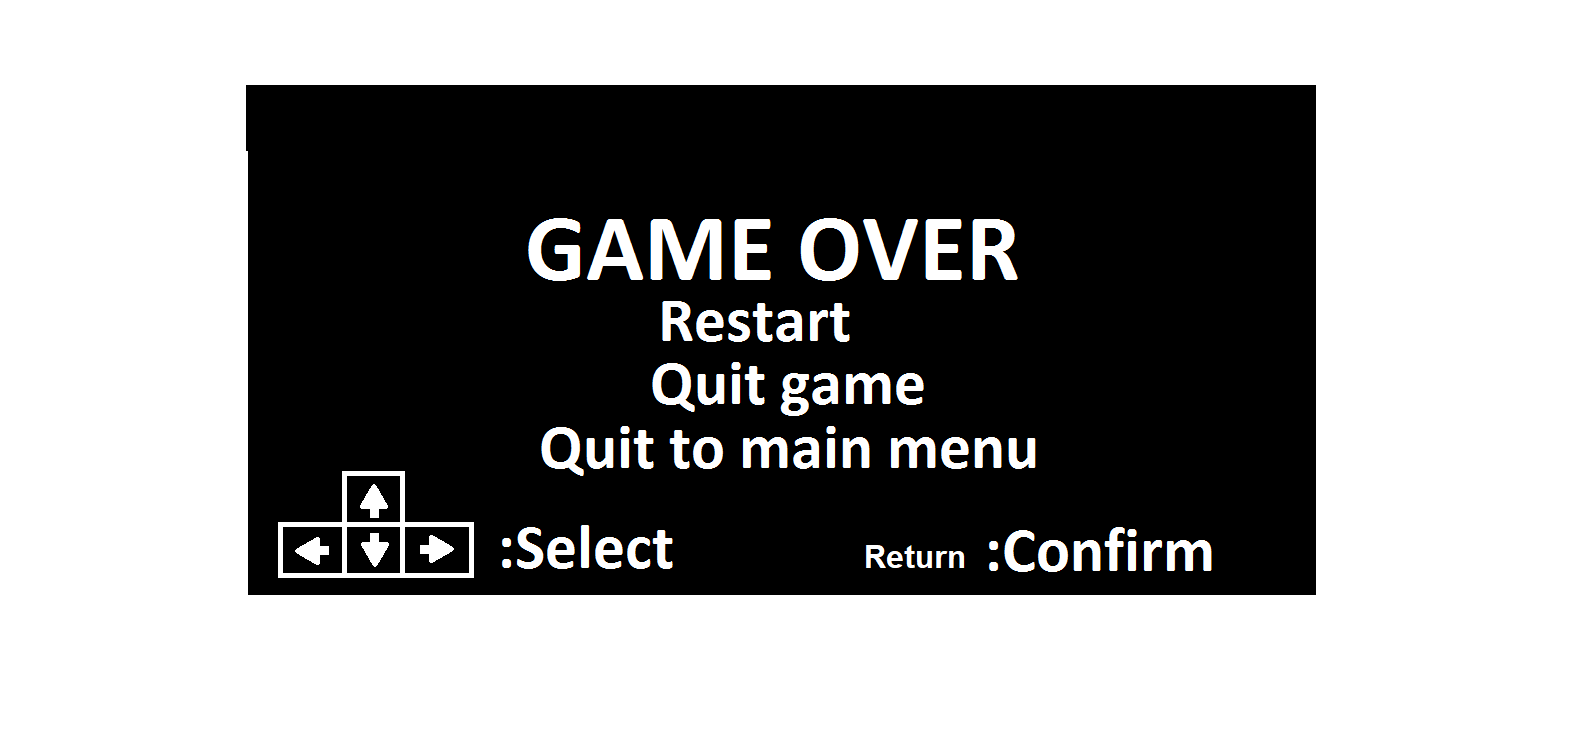 GAME OVER
Restart
Quit game
Quit to main menu
:Select
Return :Confirm